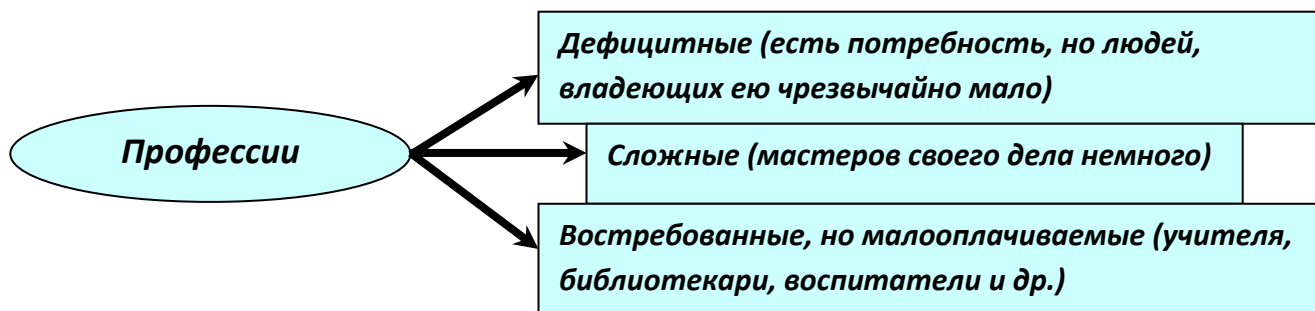 Профессии
Дефицитные (есть потребность, но людей,
владеющих ею чрезвычайно мало)
Сложные (мастеров своего дела немного)
Востребованные, но малооплачиваемые (учителя,
библиотекари, воспитатели и др.)